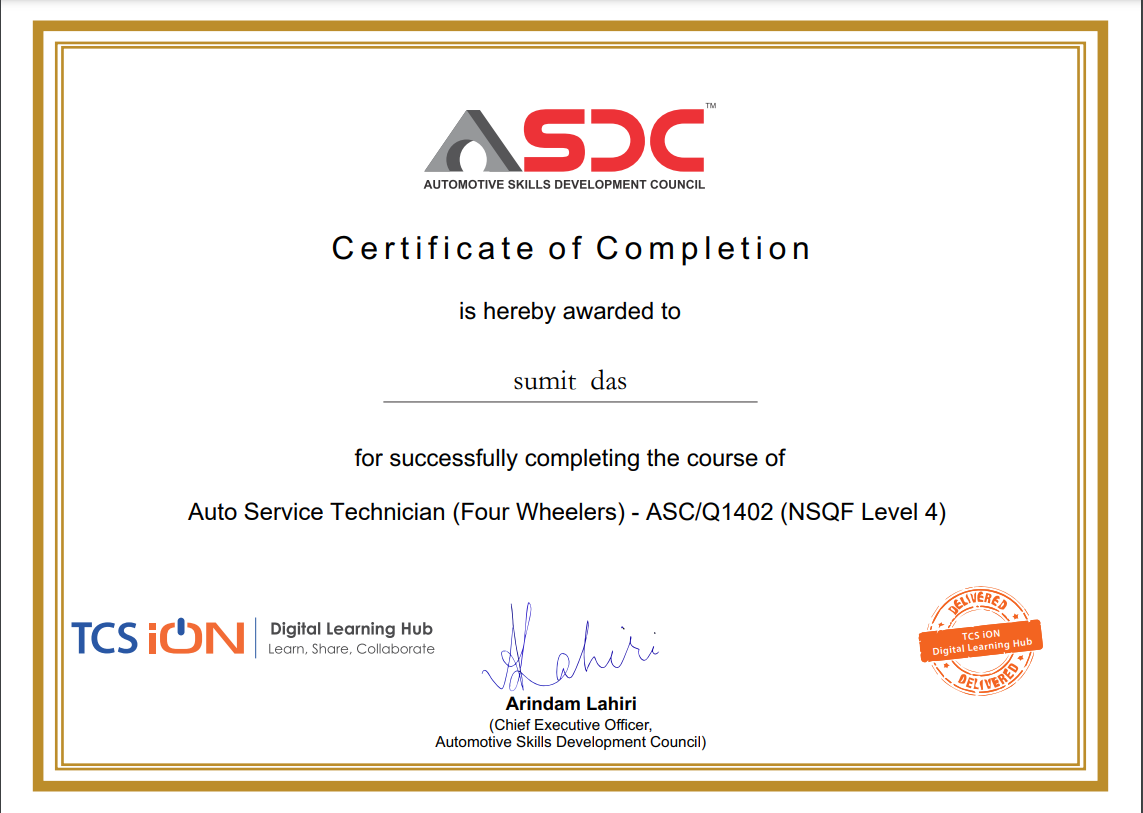 ASDC TM
AUTOMOTIVE SKILLS DEVELOPMENT COUNCIL
Certificate of Completion
is hereby awarded to
sumit das
for successfully completing the course of
Auto Service Technician (Four Wheelers) - ASC/Q1402 (NSQF Level 4)
TCS iON
Digital Learning Hub
Learn, Share, Collaborate
Lahiri
Arindam Lahiri
(Chief Executive Officer,
Automotive Skills Development Council)
DELIVERED
TCS iON
Digital Learning Hub
DELIVERED